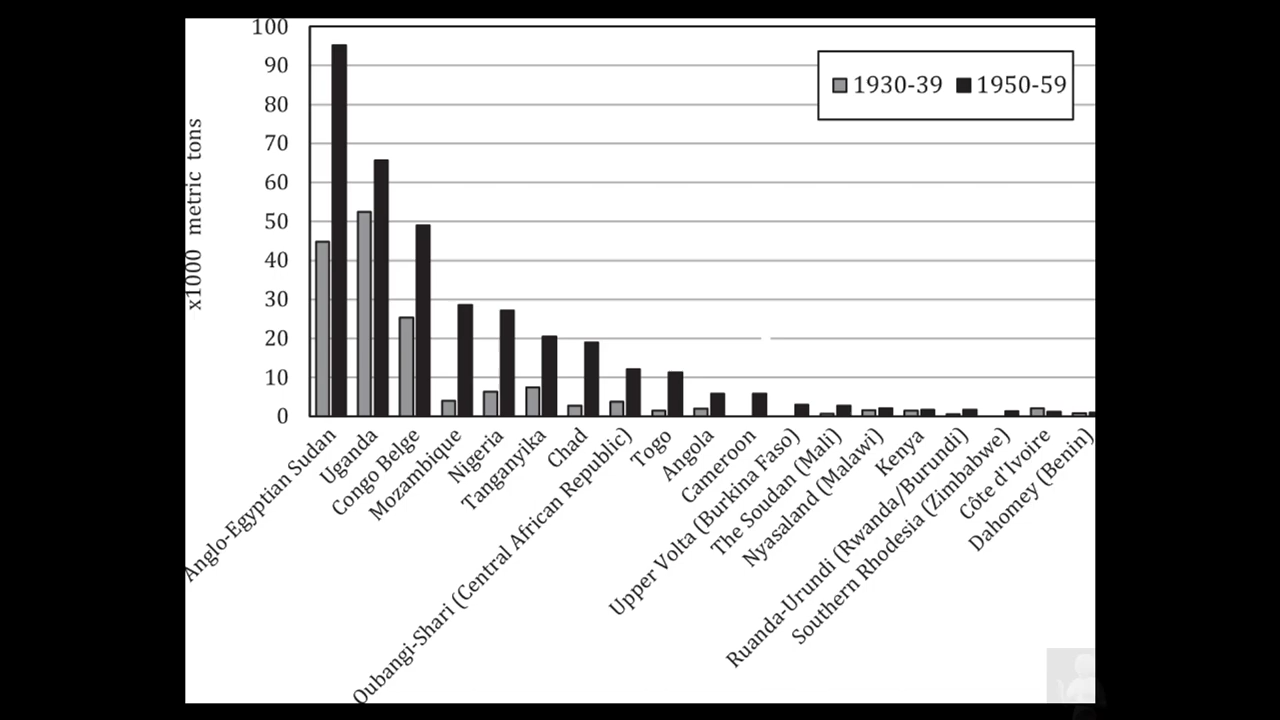 100
90
80
70
60
50
40
30
20
10
0
x1000 metric tons
1930-39
1950-59
Anglo-Egyptian Sudan
Uganda
Congo Belge
Mozambique
Nigeria
Tanganyika
Chad
Oubangi-Shari (Central African Republic)
Togo
Angola
Cameroon
Upper Volta (Burkina Faso)
The Soudan (Mali)
Nyasaland (Malawi)
Kenya
Ruanda-Urundi (Rwanda/Burundi)
Southern Rhodesia (Zimbabwe)
Côte d'Ivoire
Dahomey (Benin)